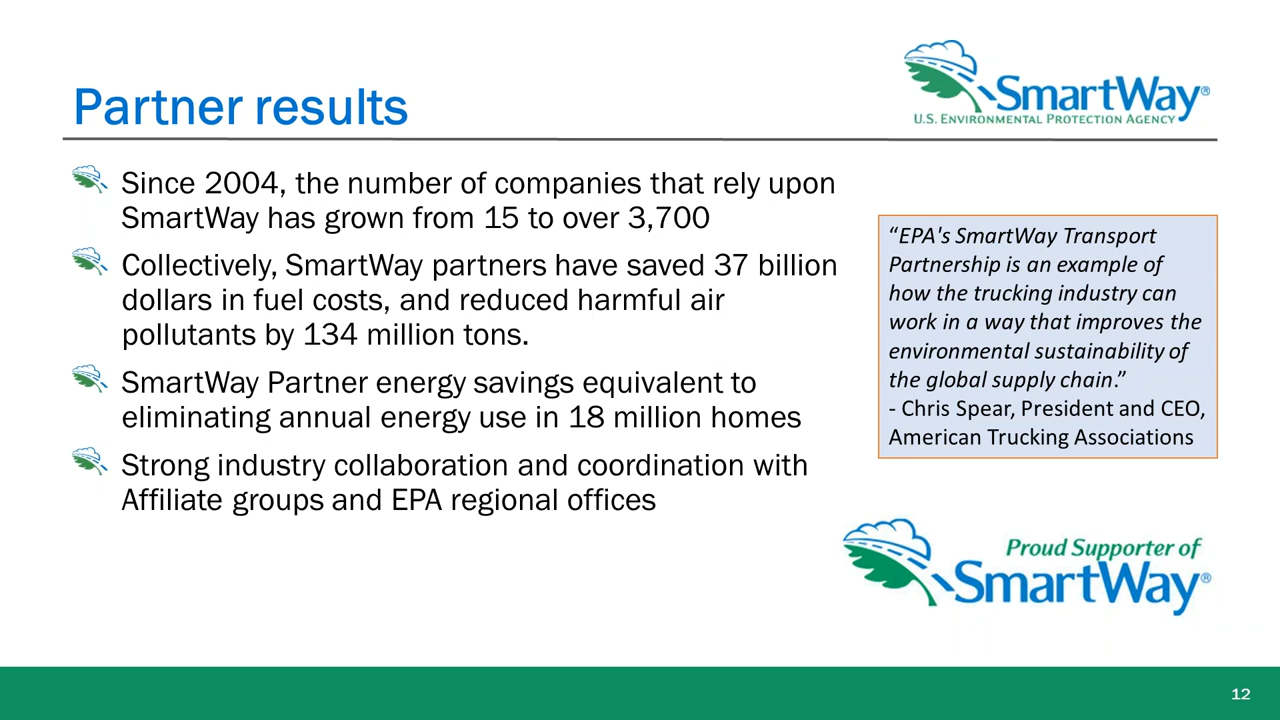 SmartWay®
U.S. Environmental Protection Agency
Partner results
Since 2004, the number of companies that rely upon
SmartWay has grown from 15 to over 3,700
Collectively, SmartWay partners have saved 37 billion
dollars in fuel costs, and reduced harmful air
pollutants by 134 million tons.
SmartWay Partner energy savings equivalent to
eliminating annual energy use in 18 million homes
Strong industry collaboration and coordination with
Affiliate groups and EPA regional offices
“EPA's SmartWay Transport
Partnership is an example of
how the trucking industry can
work in a way that improves the
environmental sustainability of
the global supply chain.”
- Chris Spear, President and CEO,
American Trucking Associations
Proud Supporter of
SmartWay®
12